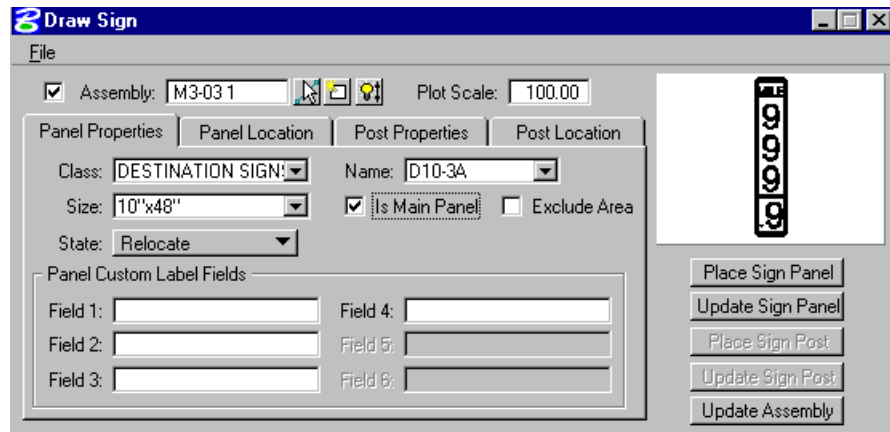 Draw Sign
File
Assembly: M3-03 1 Plot Scale: 100.00
Panel Properties Panel Location Post Properties Post Location
Class: DESTINATION SIGN Name: D10-3A
Size: 10"x48" Is Main Panel Exclude Area
State: Relocate
Panel Custom Label Fields
Field 1: Field 4:
Field 2: Field 5:
Field 3: Field 6:
MILE
9
9
9
.9
Place Sign Panel
Update Sign Panel
Place Sign Post
Update Sign Post
Update Assembly